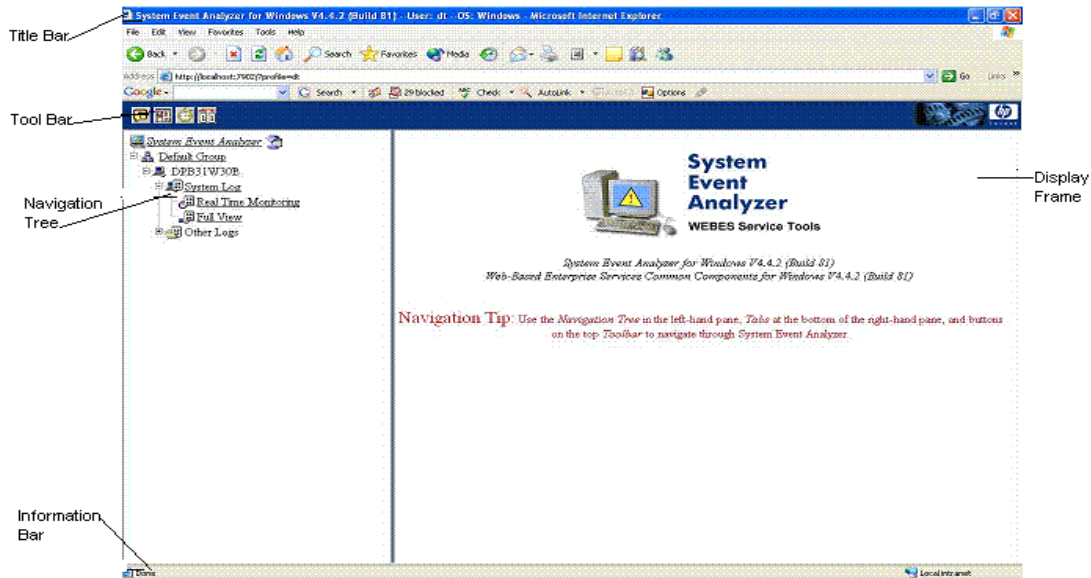 Title Bar
System Event Analyzer for Windows V4.4.2 (Build 81) - User: dt - OS: Windows - Microsoft Internet Explorer
File Edit View Favorites Tools Help
Back Search Favorites Media
Address http://localhost:7902/?profile=dt Go Links
Google Search 29 blocked Check AutoLink Options
Tool Bar
hp
System Event Analyzer
Default Group
DPB31W30B
System Log
Real Time Monitoring
Full View
Other Logs
Navigation
Tree
System
Event
Analyzer
WEBES Service Tools
System Event Analyzer for Windows V4.4.2 (Build 81)
Web-Based Enterprise Services Common Components for Windows V4.4.2 (Build 81)
Navigation Tip: Use the Navigation Tree in the left-hand pane, Tabs at the bottom of the right-hand pane, and buttons
on the top Toolbar to navigate through System Event Analyzer.
Display
Frame
Information
Bar
Done
Local intranet